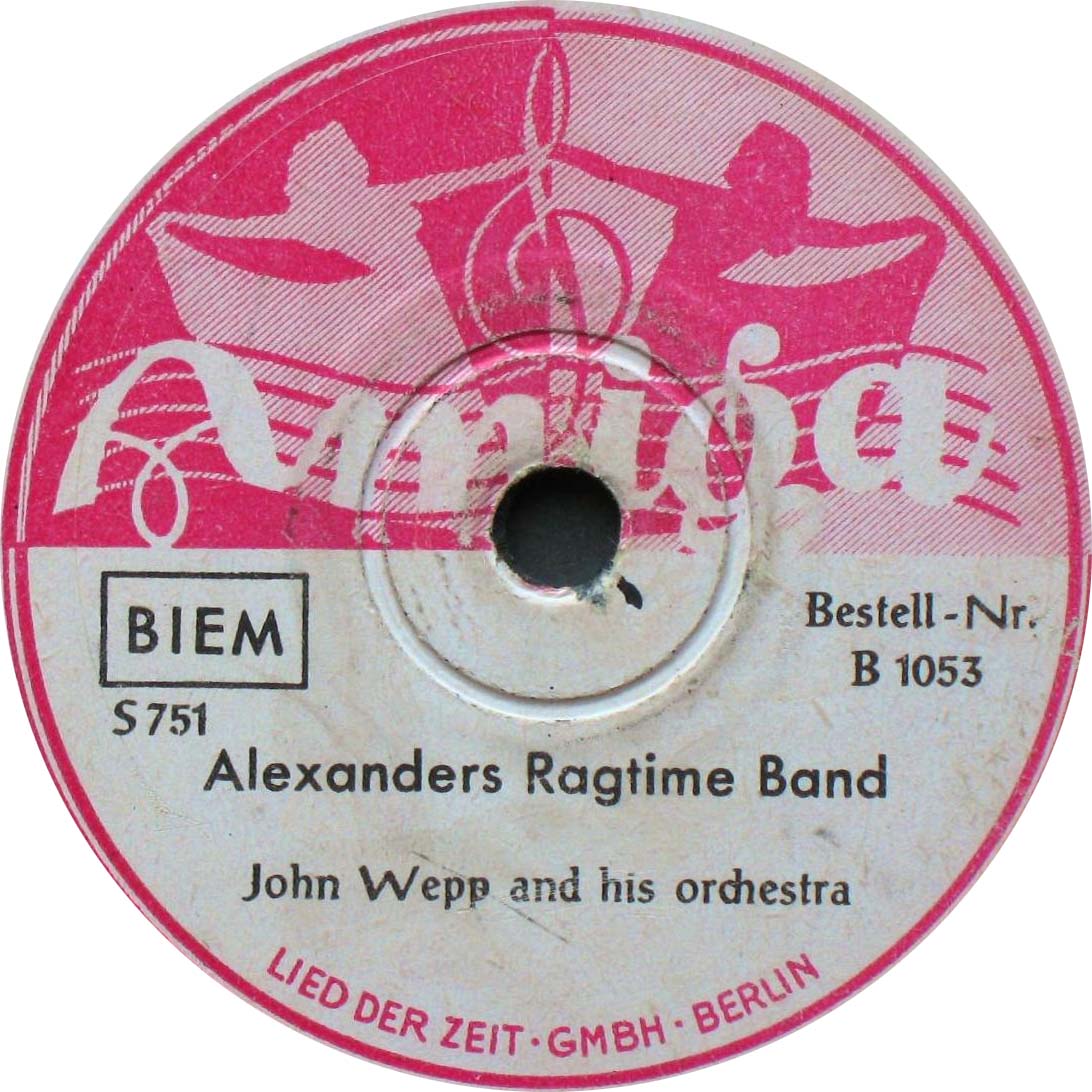 Amiga
BIEM
Bestell-Nr.
B 1053
S 751
Alexanders Ragtime Band
John Wepp and his orchestra
LIED DER ZEIT · GMBH · BERLIN